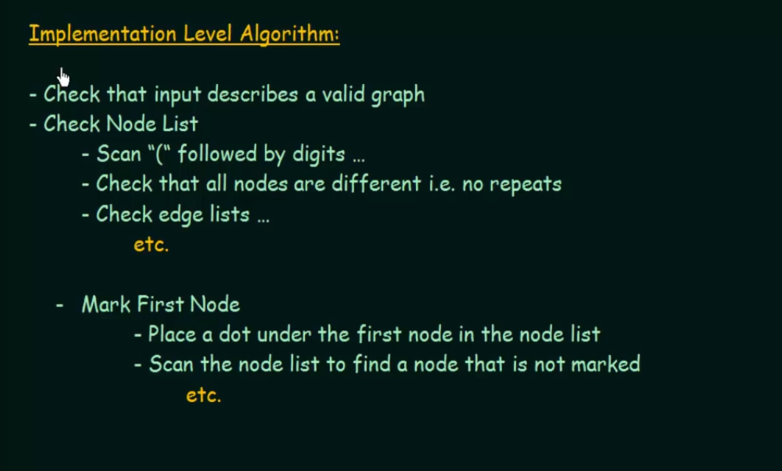 Implementation Level Algorithm:
- Check that input describes a valid graph
- Check Node List
- Scan "(" followed by digits ...
- Check that all nodes are different i.e. no repeats
- Check edge lists ...
etc.
- Mark First Node
- Place a dot under the first node in the node list
- Scan the node list to find a node that is not marked
etc.